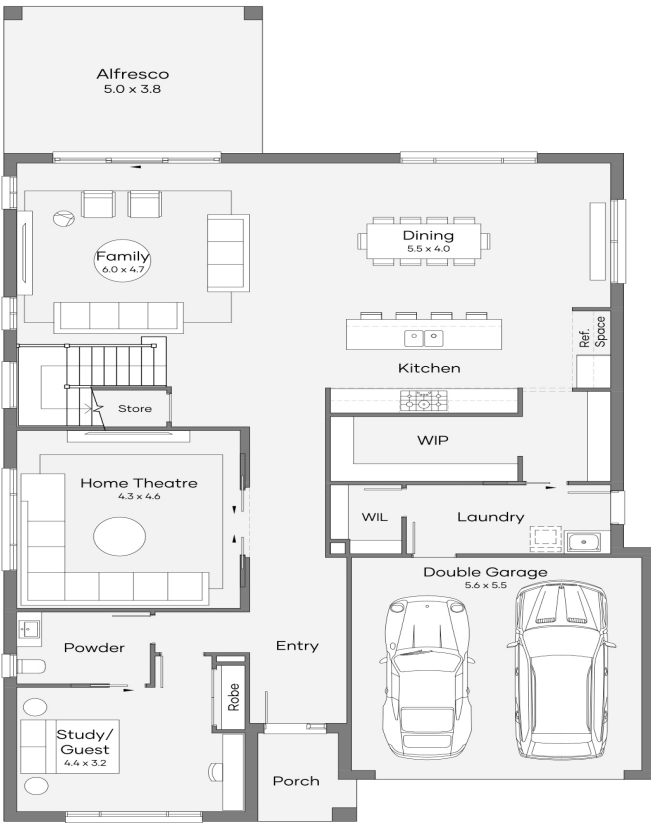 Alfresco
5.0 x 3.8
Family
6.0 x 4.7
Dining
5.5 x 4.0
Ref.
Space
Kitchen
Store
WIP
Home Theatre
4.3 x 4.6
WIL
Laundry
Double Garage
5.6 x 5.5
Powder
Entry
Robe
Study/
Guest
4.4 x 3.2
Porch